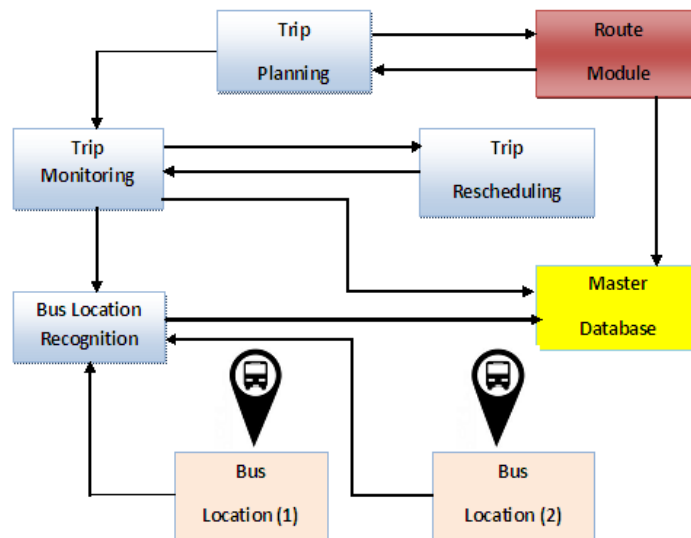 Trip
Planning
Route
Module
Trip
Monitoring
Trip
Rescheduling
Bus Location
Recognition
Master
Database
Bus
Location (1)
Bus
Location (2)